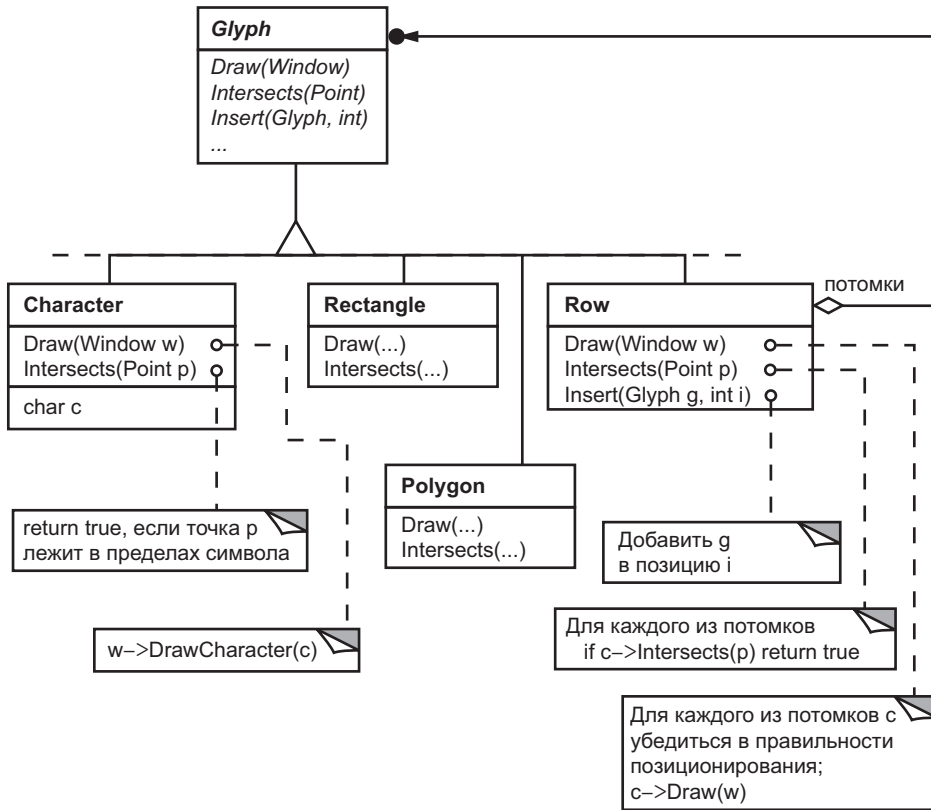 Glyph
Draw(Window)
Intersects(Point)
Insert(Glyph, int)
...
Character
Draw(Window w)
Intersects(Point p)
char c
Rectangle
Draw(...)
Intersects(...)
Row
Draw(Window w)
Intersects(Point p)
Insert(Glyph g, int i)
потомки
Polygon
Draw(...)
Intersects(...)
return true, если точка p
лежит в пределах символа
w–>DrawCharacter(c)
Добавить g
в позицию i
Для каждого из потомков
if c–>Intersects(p) return true
Для каждого из потомков c
убедиться в правильности
позиционирования;
c–>Draw(w)